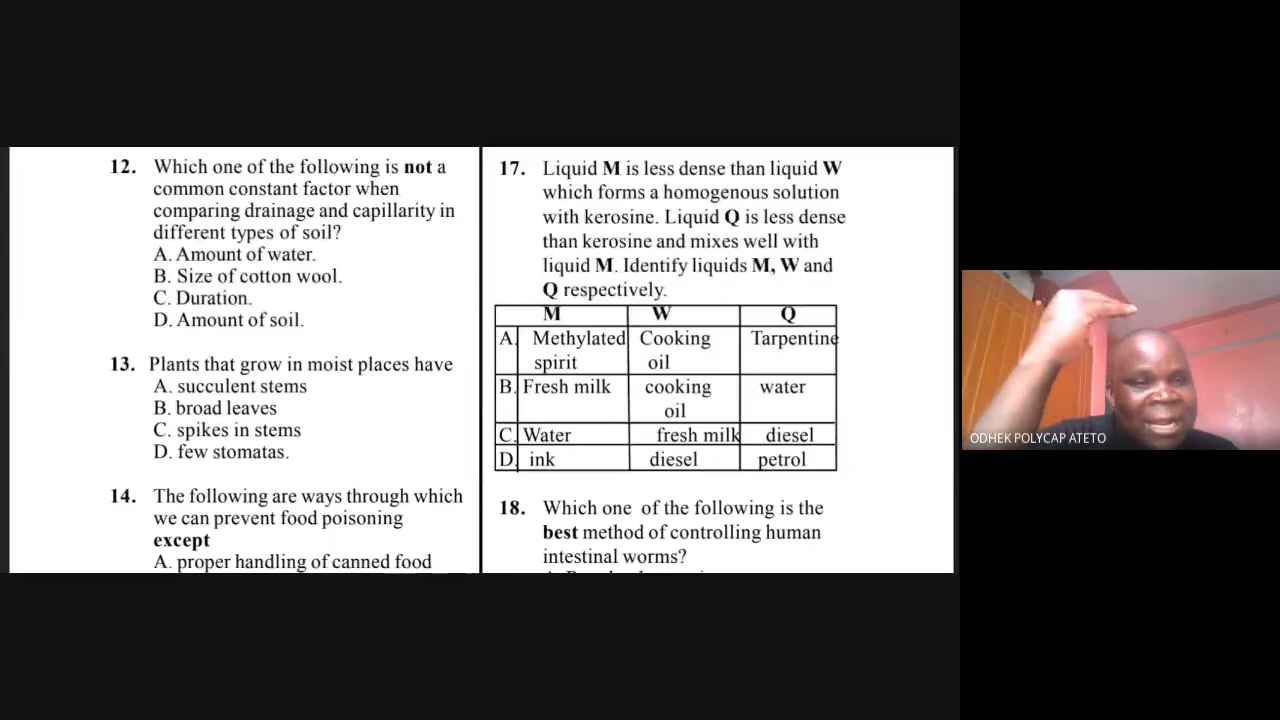 12. Which one of the following is not a
common constant factor when
comparing drainage and capillarity in
different types of soil?
A. Amount of water.
B. Size of cotton wool.
C. Duration.
D. Amount of soil.
13. Plants that grow in moist places have
A. succulent stems
B. broad leaves
C. spikes in stems
D. few stomatas.
14. The following are ways through which
we can prevent food poisoning
except
A. proper handling of canned food
17. Liquid M is less dense than liquid W
which forms a homogenous solution
with kerosine. Liquid Q is less dense
than kerosine and mixes well with
liquid M. Identify liquids M, W and
Q respectively.
M W Q
A. Methylated Cooking Tarpentine
spirit oil
B. Fresh milk cooking water
oil
C. Water fresh milk diesel
D. ink diesel petrol
18. Which one of the following is the
best method of controlling human
intestinal worms?
ODHEK POLYCAP ATETO